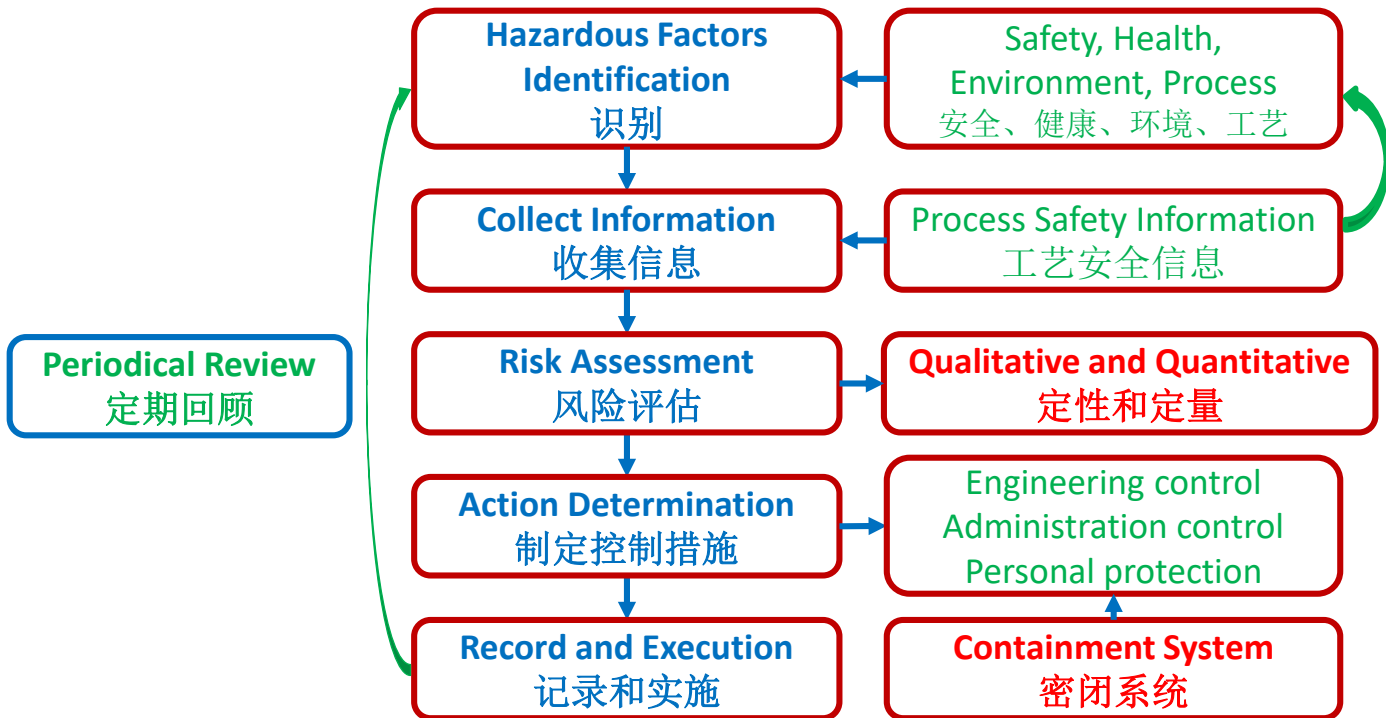 Hazardous Factors
Identification
识别
Safety, Health,
Environment, Process
安全、健康、环境、工艺
Collect Information
收集信息
Process Safety Information
工艺安全信息
Periodical Review
定期回顾
Risk Assessment
风险评估
Qualitative and Quantitative
定性和定量
Action Determination
制定控制措施
Engineering control
Administration control
Personal protection
Record and Execution
记录和实施
Containment System
密闭系统